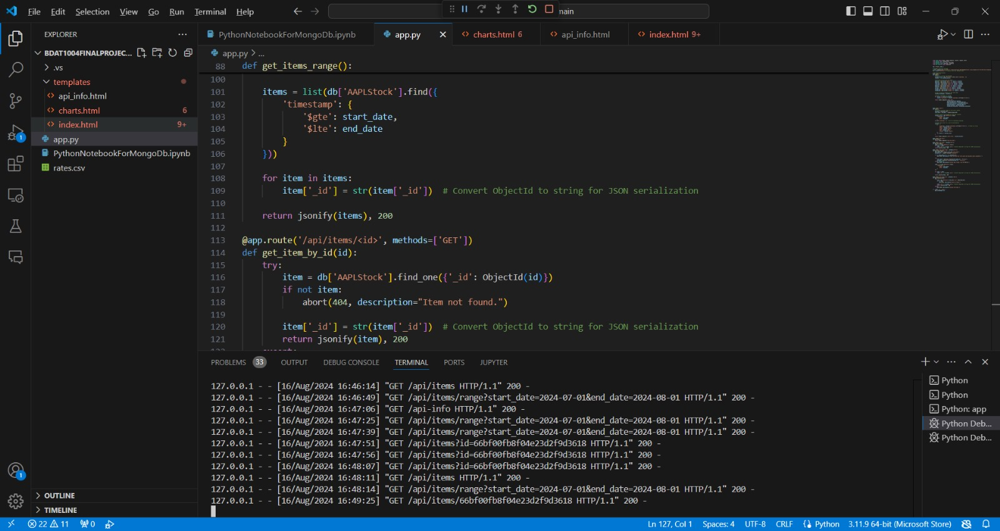 File Edit Selection View Go Run Terminal Help main
EXPLORER
BDAT1004FINALPROJEC...
.vs
templates
api_info.html
charts.html 6
index.html 9+
app.py
PythonNotebookForMongoDb.ipynb
rates.csv
OUTLINE
TIMELINE
1
1
PythonNotebookForMongoDb.ipynb app.py charts.html 6 api_info.html index.html 9+
app.py > ...
88 def get_items_range():
100
101 items = list(db['AAPLStock'].find({
102 'timestamp': {
103 '$gte': start_date,
104 '$lte': end_date
105 }
106 }))
107
108 for item in items:
109 item['_id'] = str(item['_id']) # Convert ObjectId to string for JSON serialization
110
111 return jsonify(items), 200
112
113 @app.route('/api/items/<id>', methods=['GET'])
114 def get_item_by_id(id):
115 try:
116 item = db['AAPLStock'].find_one({'_id': ObjectId(id)})
117 if not item:
118 abort(404, description="Item not found.")
119
120 item['_id'] = str(item['_id']) # Convert ObjectId to string for JSON serialization
121 return jsonify(item), 200
PROBLEMS 33 OUTPUT DEBUG CONSOLE TERMINAL PORTS JUPYTER
127.0.0.1 - - [16/Aug/2024 16:46:14] "GET /api/items HTTP/1.1" 200 -
127.0.0.1 - - [16/Aug/2024 16:46:49] "GET /api/items/range?start_date=2024-07-01&end_date=2024-08-01 HTTP/1.1" 200 -
127.0.0.1 - - [16/Aug/2024 16:47:06] "GET /api-info HTTP/1.1" 200 -
127.0.0.1 - - [16/Aug/2024 16:47:25] "GET /api/items/range?start_date=2024-07-01&end_date=2024-08-01 HTTP/1.1" 200 -
127.0.0.1 - - [16/Aug/2024 16:47:39] "GET /api/items/range?start_date=2024-07-01&end_date=2024-08-01 HTTP/1.1" 200 -
127.0.0.1 - - [16/Aug/2024 16:47:51] "GET /api/items?id=66bf00fb8f04e23d2f9d3618 HTTP/1.1" 200 -
127.0.0.1 - - [16/Aug/2024 16:47:56] "GET /api/items?id=66bf00fb8f04e23d2f9d3618 HTTP/1.1" 200 -
127.0.0.1 - - [16/Aug/2024 16:48:07] "GET /api/items?id=66bf00fb8f04e23d2f9d3618 HTTP/1.1" 200 -
127.0.0.1 - - [16/Aug/2024 16:48:11] "GET /api/items HTTP/1.1" 200 -
127.0.0.1 - - [16/Aug/2024 16:48:14] "GET /api/items/range?start_date=2024-07-01&end_date=2024-08-01 HTTP/1.1" 200 -
127.0.0.1 - - [16/Aug/2024 16:49:25] "GET /api/items/66bf00fb8f04e23d2f9d3618 HTTP/1.1" 200 -
Python
Python
Python: app
Python Deb...
Python Deb...
22 11 0 Ln 127, Col 1 Spaces: 4 UTF-8 CRLF Python 3.11.9 64-bit (Microsoft Store)